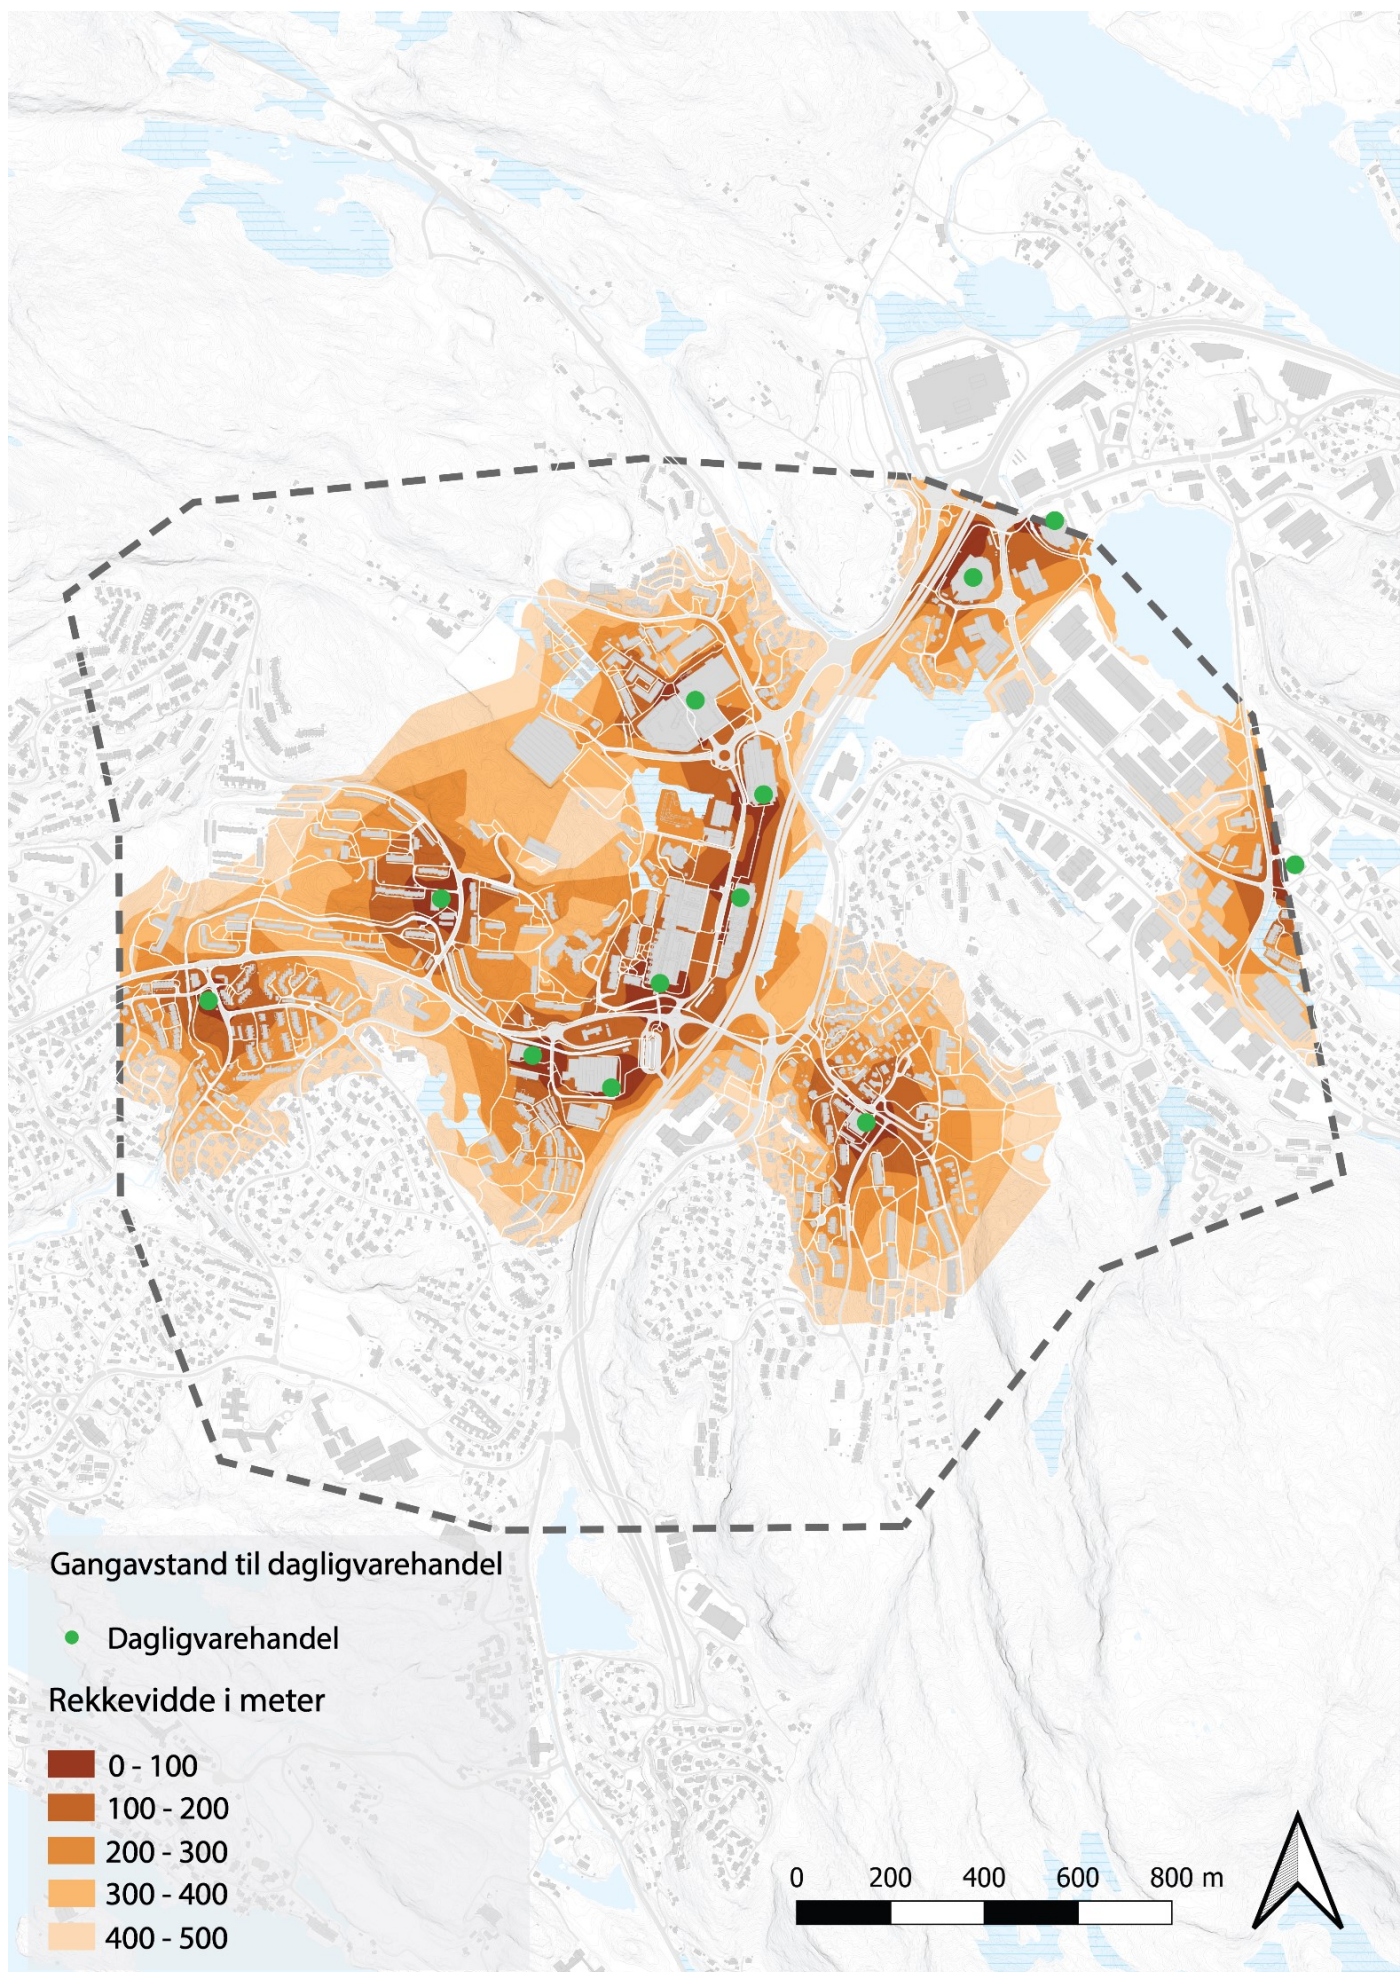 Gangavstand til dagligvarehandel
Dagligvarehandel
Rekkevidde i meter
0 - 100
100 - 200
200 - 300
300 - 400
400 - 500
0 200 400 600 800 m